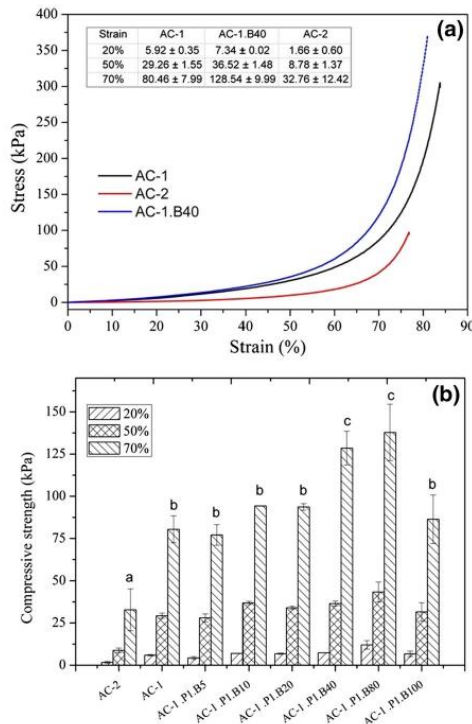 (a)
Strain AC-1 AC-1.B40 AC-2
20% 5.92 ± 0.35 7.34 ± 0.02 1.66 ± 0.60
50% 29.26 ± 1.55 36.52 ± 1.48 8.78 ± 1.37
70% 80.46 ± 7.99 128.54 ± 9.99 32.76 ± 12.42
AC-1
AC-2
AC-1.B40
Stress (kPa)
400
350
300
250
200
150
100
50
0
0 10 20 30 40 50 60 70 80 90
Strain (%)
(b)
20%
50%
70%
Compressive strength (kPa)
150
125
100
75
50
25
0
a b b b b c c b
AC-2 AC-1 AC-1 .P1.B5 AC-1 .P1.B10 AC-1 .P1.B20 AC-1 .P1.B40 AC-1 .P1.B80 AC-1 .P1.B100